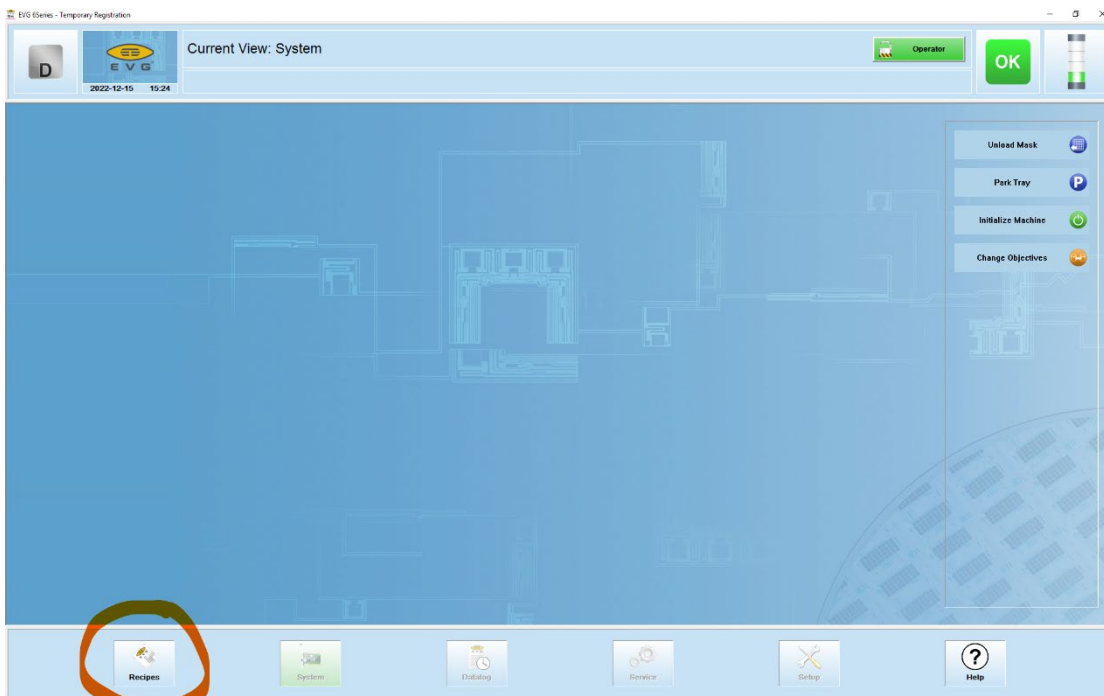 EVG 6Series - Temporary Registration
D
EVG
2022-12-15 15:24
Current View: System
Operator
OK
Unload Mask
Park Tray
P
Initialize Machine
Change Objectives
Recipes
System
Datalog
Service
Setup
?
Help